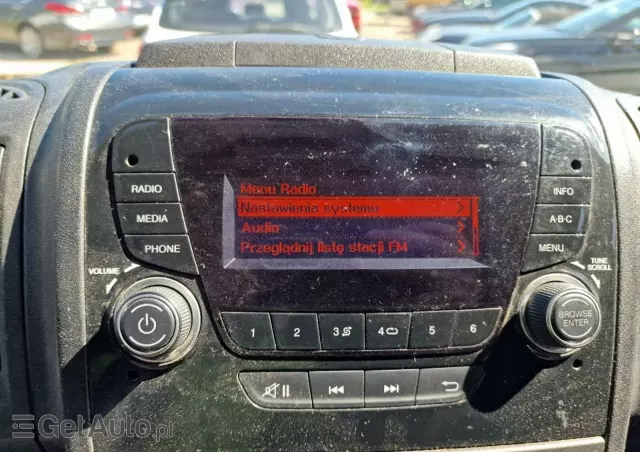 RADIO
MEDIA
PHONE
VOLUME
Menu Radio
Nastawienia systemu >
Audio >
Przeglądnij listę stacji FM >
INFO
A-B-C
MENU
TUNE
SCROLL
BROWSE
ENTER
1 2 3 4 5 6
GetAuto.pl